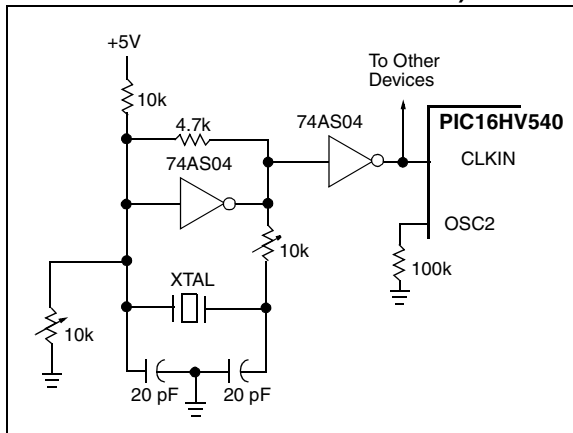 +5V
10k
4.7k
74AS04
74AS04
To Other
Devices
PIC16HV540
CLKIN
OSC2
10k
100k
XTAL
10k
20 pF
20 pF